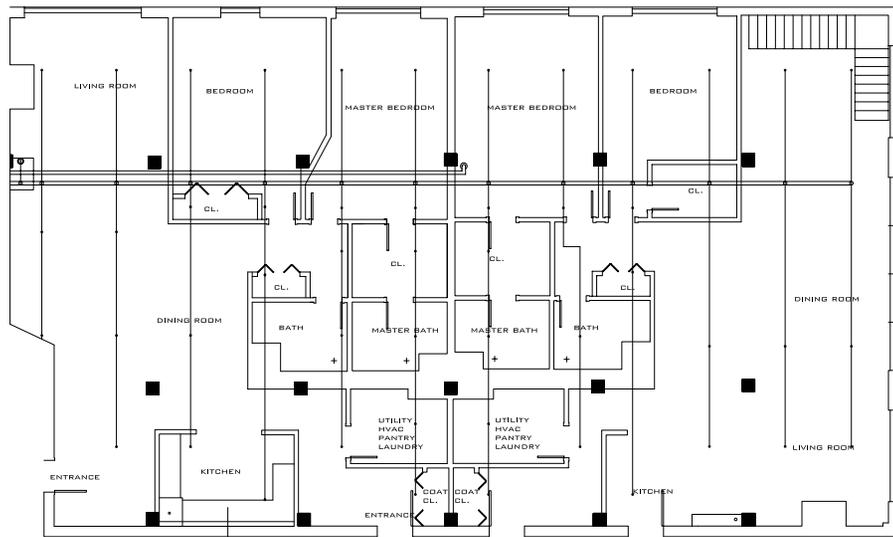 LIVING ROOM
BEDROOM
MASTER BEDROOM
MASTER BEDROOM
BEDROOM
CL.
CL.
CL.
CL.
CL.
CL.
DINING ROOM
BATH
MASTER BATH
MASTER BATH
BATH
DINING ROOM
UTILITY
HVAC
PANTRY
LAUNDRY
UTILITY
HVAC
PANTRY
LAUNDRY
LIVING ROOM
ENTRANCE
KITCHEN
COAT
CL.
COAT
CL.
KITCHEN
ENTRANCE